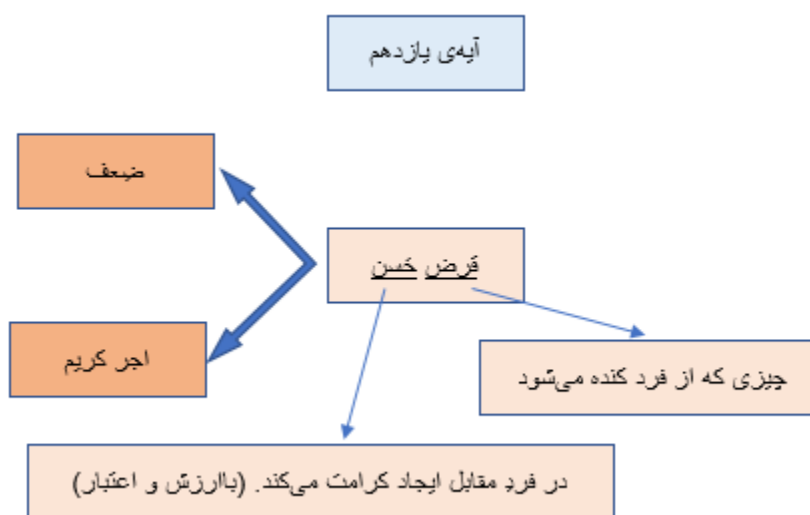 آیه‌ی یازدهم
ضعف
قرض حَسن
اجر کریم
چیزی که از فرد کنده می‌شود
در فردِ مقابل ایجاد کرامت می‌کند. (باارزش و اعتبار)